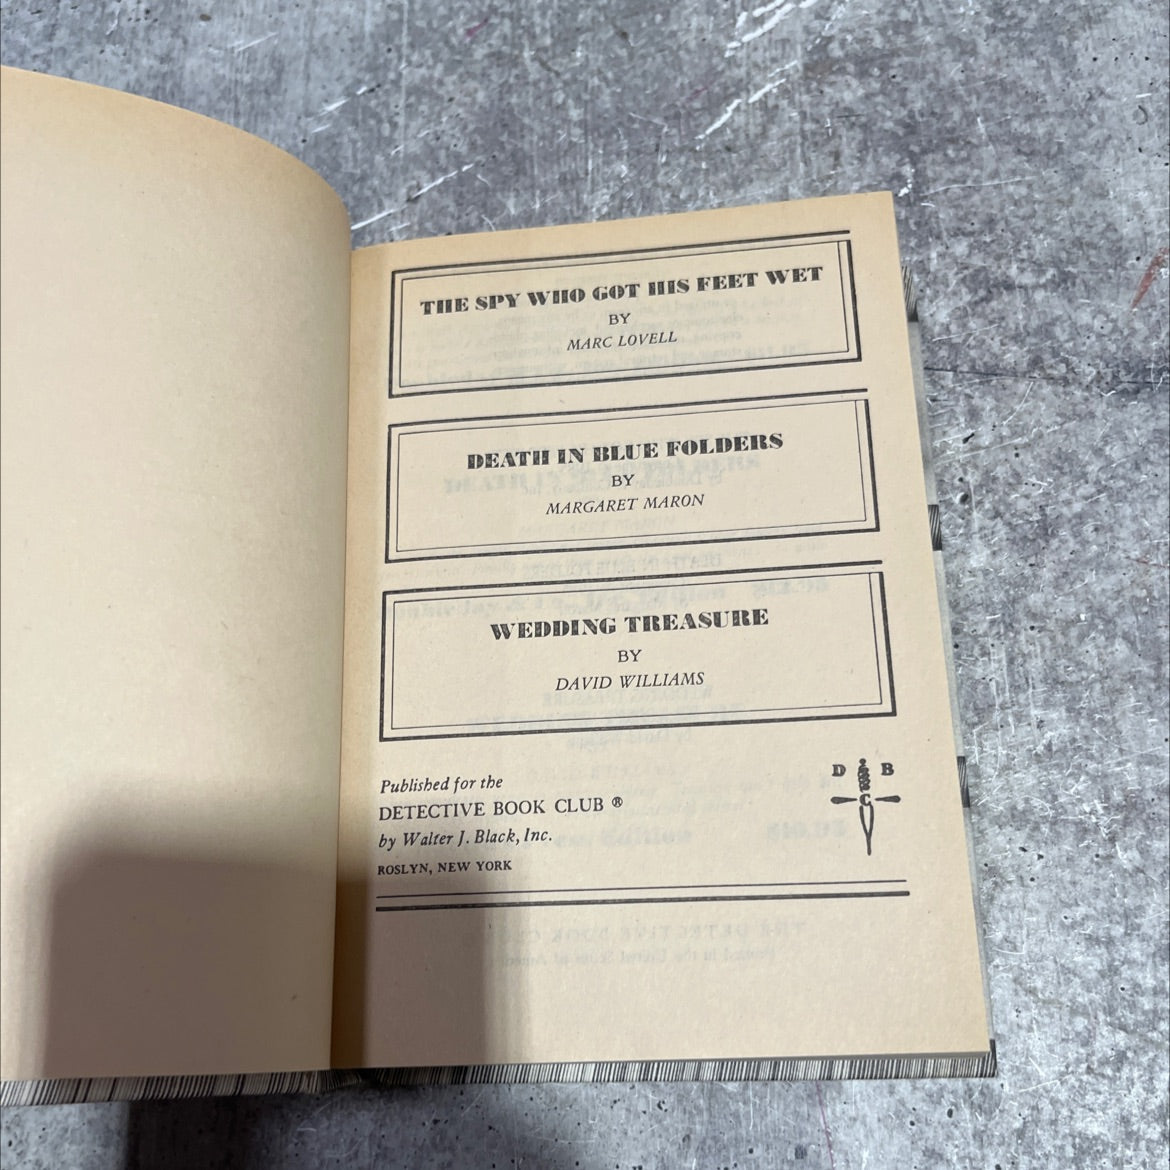 THE SPY WHO GOT HIS FEET WET
BY
MARC LOVELL
DEATH IN BLUE FOLDERS
BY
MARGARET MARON
WEDDING TREASURE
BY
DAVID WILLIAMS
Published for the
DETECTIVE BOOK CLUB ®
by Walter J. Black, Inc.
ROSLYN, NEW YORK
D B
C